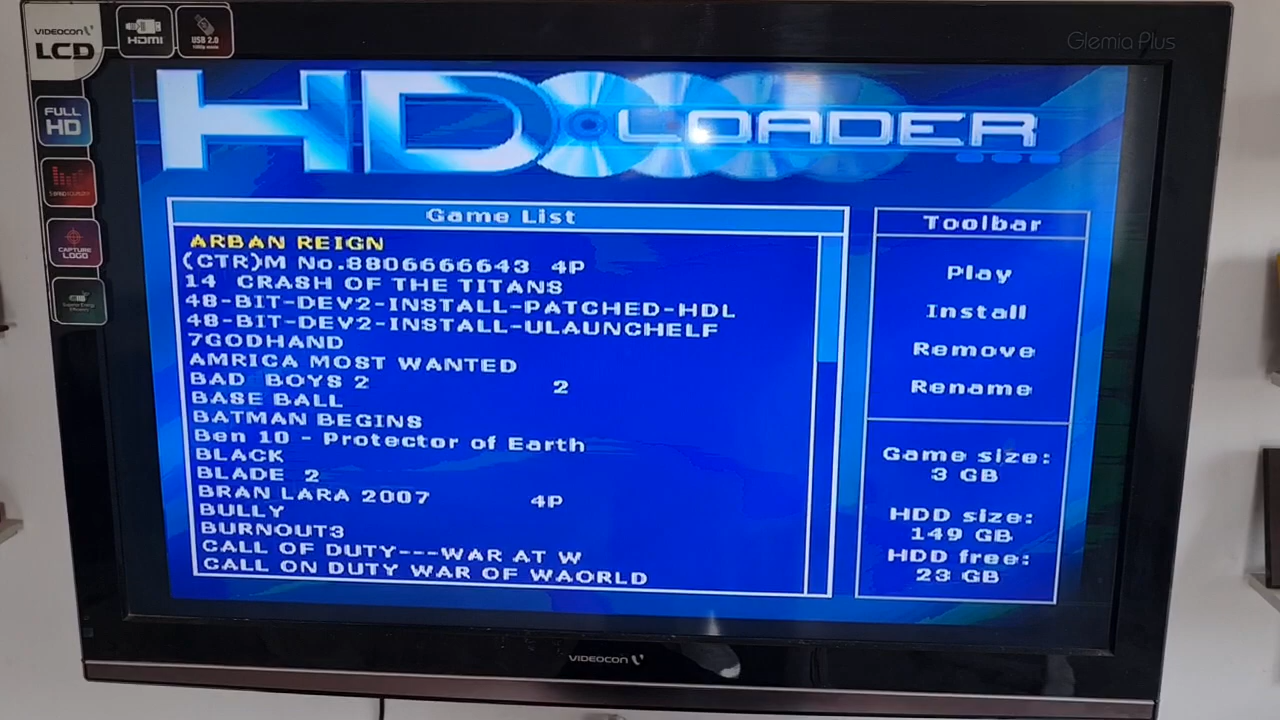 VIDEOCON
LCD
HDMI
USB 2.0
Glemia Plus
FULL
HD
CAPTURE
LOGO
HD LOADER
Game List
ARBAN REIGN
(CTR)M No.8806666643 4P
14 CRASH OF THE TITANS
48-BIT-DEV2-INSTALL-PATCHED-HDL
48-BIT-DEV2-INSTALL-ULAUNCHELF
7GODHAND
AMRICA MOST WANTED
BAD BOYS 2 2
BASE BALL
BATMAN BEGINS
Ben 10 - Protector of Earth
BLACK
BLADE 2
BRAN LARA 2007 4P
BULLY
BURNOUT3
CALL OF DUTY---WAR AT W
CALL ON DUTY WAR OF WAORLD
Toolbar
Play
Install
Remove
Rename
Game size:
3 GB
HDD size:
149 GB
HDD free:
23 GB
VIDEOCON